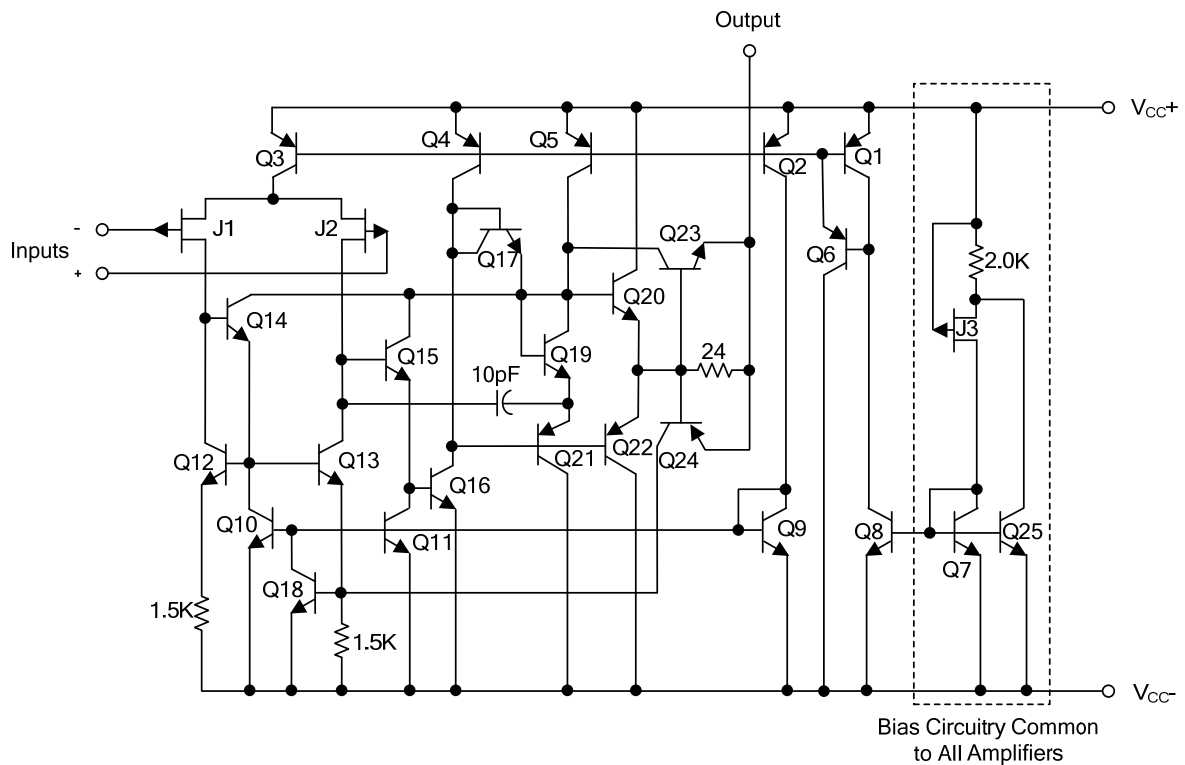 Output
V_CC+
Q4
Q5
Q3
Q2
Q1
-
J1
J2
Inputs
+
Q17
Q23
Q6
2.0K
Q20
Q14
J3
Q15
Q19
24
10pF
Q12
Q13
Q21
Q22
Q24
Q16
Q10
Q11
Q9
Q8
Q25
Q7
Q18
1.5K
1.5K
V_CC-
Bias Circuitry Common
to All Amplifiers